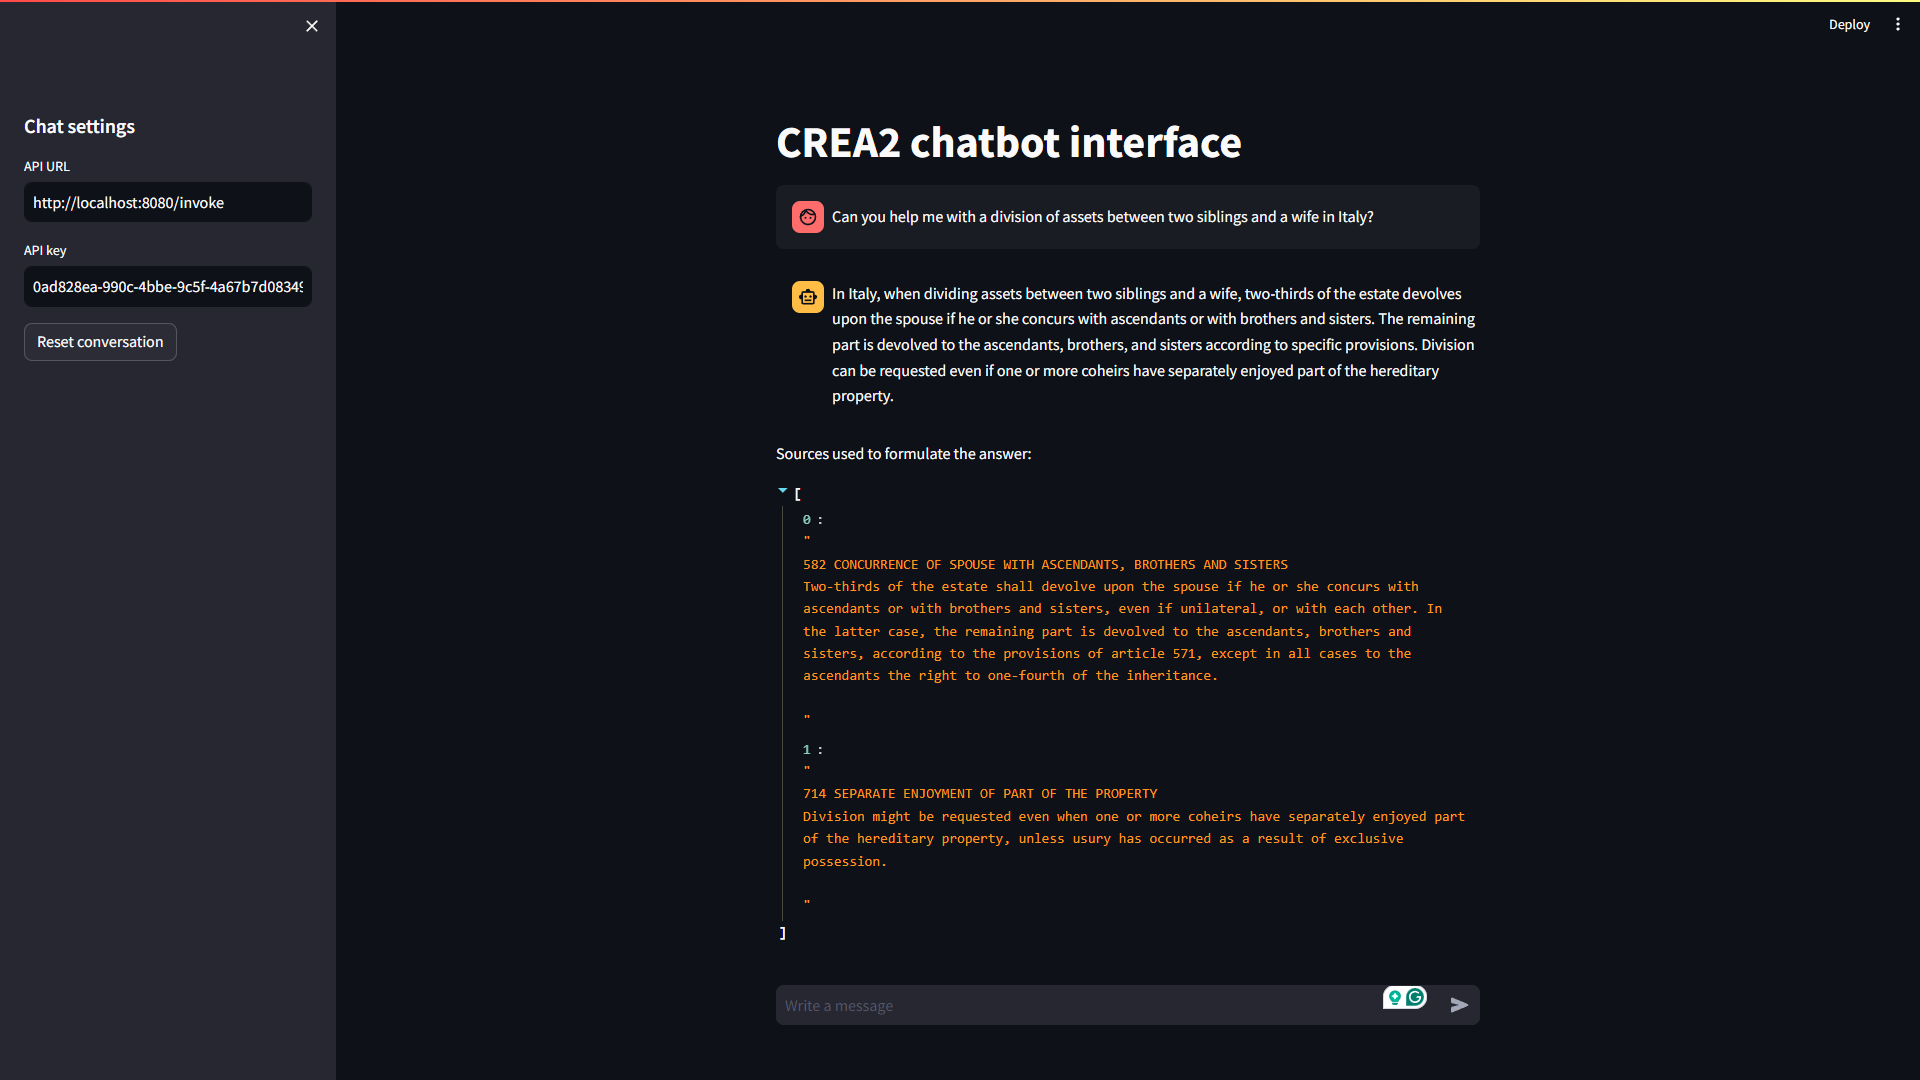 Deploy
Chat settings
API URL
http://localhost:8080/invoke
API key
0ad828ea-990c-4bbe-9c5f-4a67b7d08349
Reset conversation
CREA2 chatbot interface
Can you help me with a division of assets between two siblings and a wife in Italy?
In Italy, when dividing assets between two siblings and a wife, two-thirds of the estate devolves
upon the spouse if he or she concurs with ascendants or with brothers and sisters. The remaining
part is devolved to the ascendants, brothers, and sisters according to specific provisions. Division
can be requested even if one or more coheirs have separately enjoyed part of the hereditary
property.
Sources used to formulate the answer:
[
0 :
"
582 CONCURRENCE OF SPOUSE WITH ASCENDANTS, BROTHERS AND SISTERS
Two-thirds of the estate shall devolve upon the spouse if he or she concurs with
ascendants or with brothers and sisters, even if unilateral, or with each other. In
the latter case, the remaining part is devolved to the ascendants, brothers and
sisters, according to the provisions of article 571, except in all cases to the
ascendants the right to one-fourth of the inheritance.
"
1 :
"
714 SEPARATE ENJOYMENT OF PART OF THE PROPERTY
Division might be requested even when one or more coheirs have separately enjoyed part
of the hereditary property, unless usury has occurred as a result of exclusive
possession.
"
]
Write a message